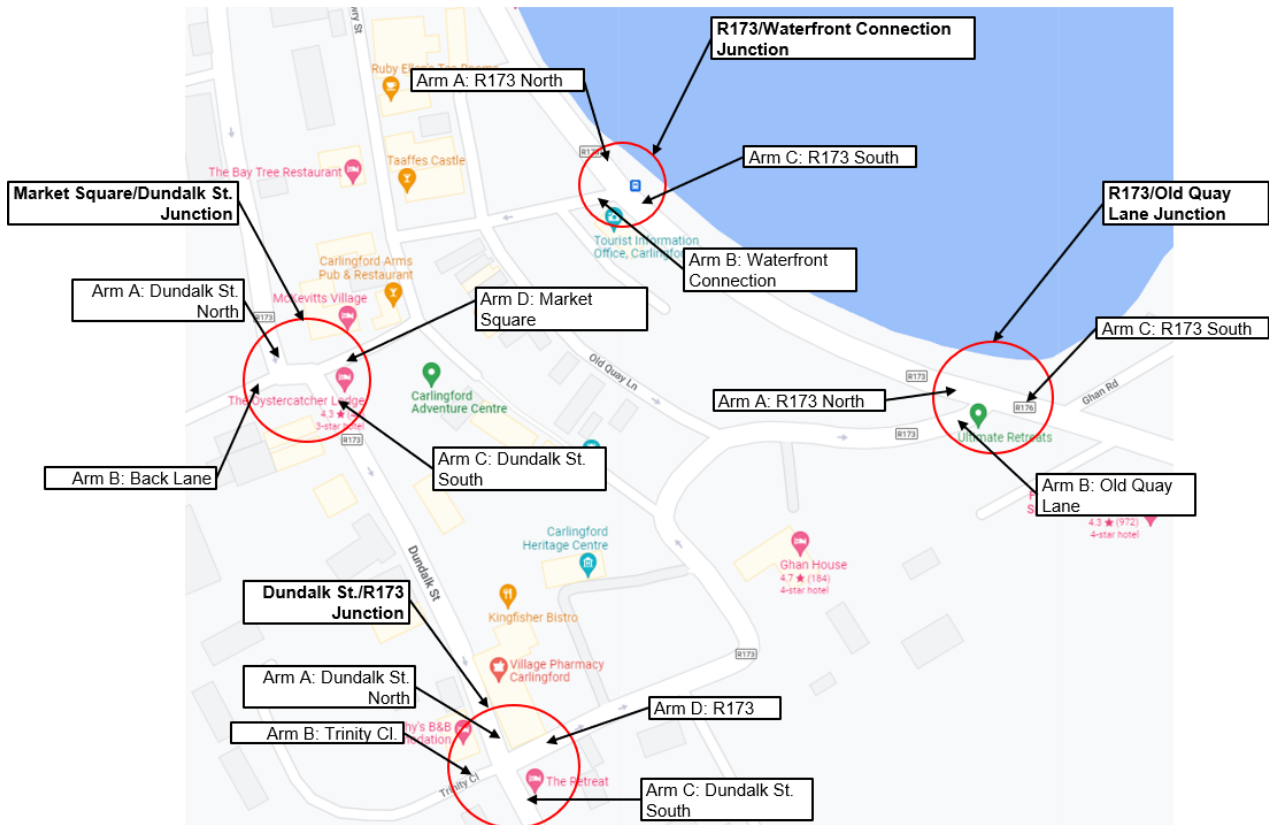 R173/Waterfront Connection
Junction
Ruby Ellen's Tea Rooms
Arm A: R173 North
R173
The Bay Tree Restaurant
Taaffes Castle
Arm C: R173 South
Market Square/Dundalk St.
Junction
R173/Old Quay
Lane Junction
Tourist Information
Office, Carlingford
Carlingford Arms
Pub & Restaurant
Arm B: Waterfront
Connection
Arm A: Dundalk St.
North
McKevitts Village
Arm D: Market
Square
R173
Arm C: R173 South
Old Quay Ln
R173
Ghan Rd
The Oystercatcher Lodge
4.3
3-star hotel
Carlingford
Adventure Centre
Arm A: R173 North
R176
R173
Ultimate Retreats
R173
Arm B: Back Lane
Arm C: Dundalk St.
South
Arm B: Old Quay
Lane
4.3 ★ (972)
4-star hotel
Carlingford
Heritage Centre
Ghan House
4.7 ★ (184)
4-star hotel
Dundalk St
Dundalk St./R173
Junction
Kingfisher Bistro
R173
Village Pharmacy
Carlingford
Arm A: Dundalk St.
North
Arm D: R173
Arm B: Trinity Cl.
hy's B&B
modation
Trinity Cl
The Retreat
Arm C: Dundalk St.
South